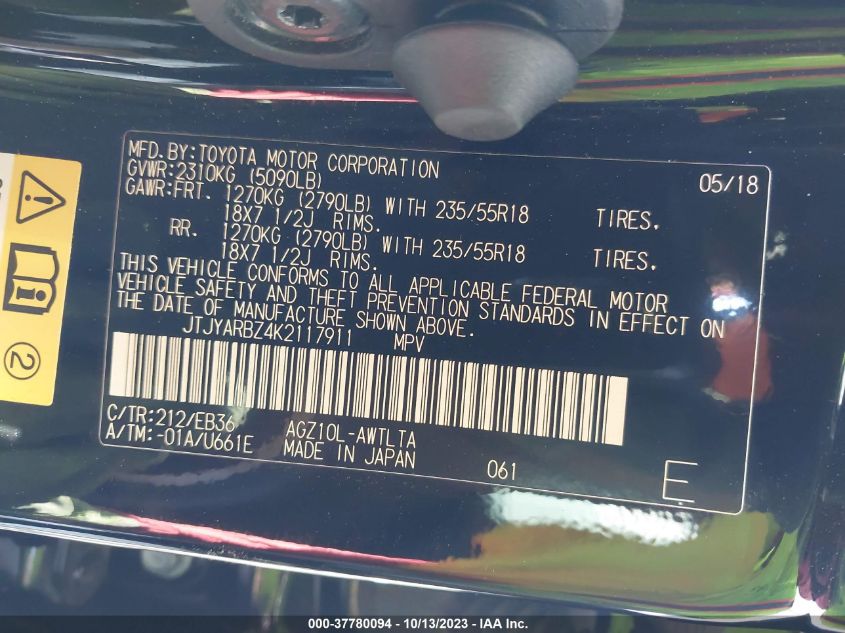 MFD.BY:TOYOTA MOTOR CORPORATION 05/18
GVWR:2310KG (5090LB)
GAWR:FRT. 1270KG (2790LB) WITH 235/55R18 TIRES.
18X7 1/2J RIMS.
RR. 1270KG (2790LB) WITH 235/55R18 TIRES.
18X7 1/2J RIMS.
THIS VEHICLE CONFORMS TO ALL APPLICABLE FEDERAL MOTOR
VEHICLE SAFETY AND THEFT PREVENTION STANDARDS IN EFFECT ON
THE DATE OF MANUFACTURE SHOWN ABOVE.
JTJYARBZ4K2117911 MPV
C/TR:212/EB36 AGZ10L-AWTLTA
A/TM:-01A/U661E MADE IN JAPAN 061 E
2
000-37780094 - 10/13/2023 - IAA Inc.